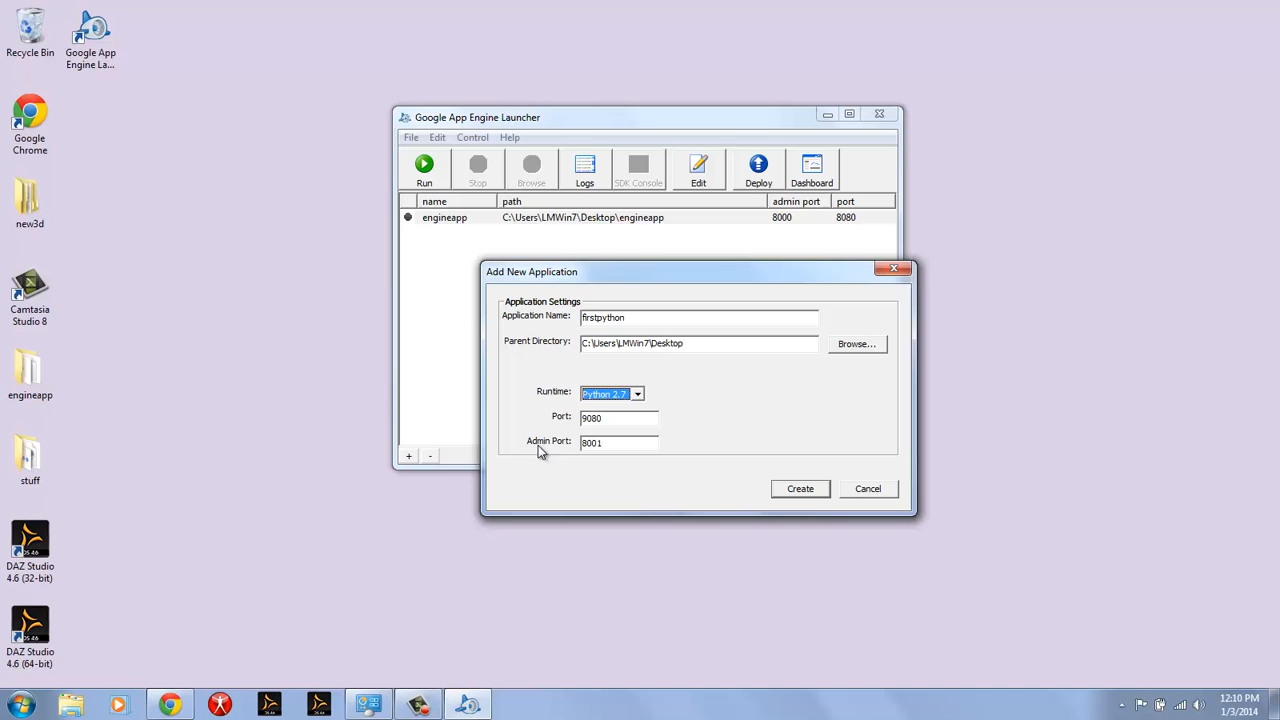 Recycle Bin
Google App
Engine La...
Google
Chrome
new3d
Camtasia
Studio 8
engineapp
stuff
DS 46
DAZ Studio
4.6 (32-bit)
DS 46
DAZ Studio
4.6 (64-bit)
Google App Engine Launcher
File Edit Control Help
Run Stop Browse Logs SDK Console Edit Deploy Dashboard
name path admin port port
engineapp C:\Users\LMWin7\Desktop\engineapp 8000 8080
+ -
Add New Application
Application Settings
Application Name: firstpython
Parent Directory: C:\Users\LMWin7\Desktop Browse...
Runtime: Python 2.7
Port: 9080
Admin Port: 8001
Create Cancel
12:10 PM
1/3/2014